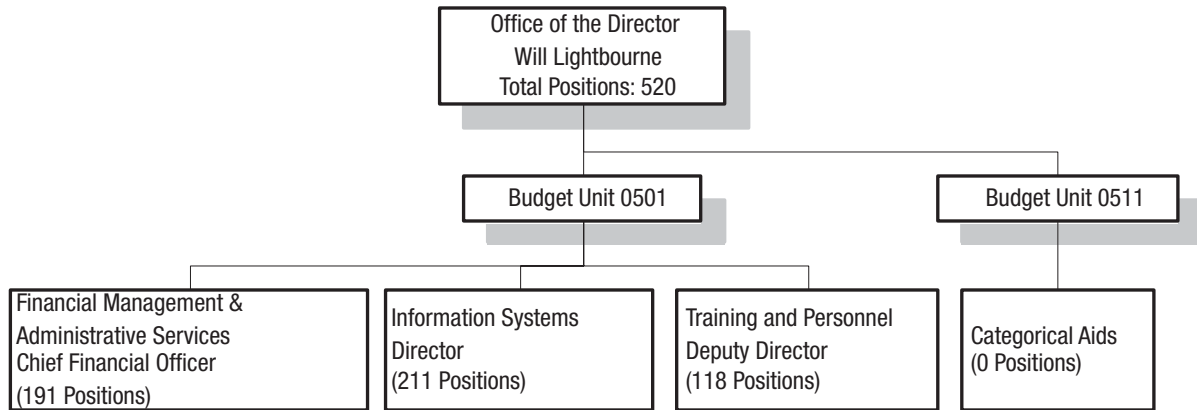 Office of the Director
Will Lightbourne
Total Positions: 520
Budget Unit 0501
Budget Unit 0511
Financial Management &
Administrative Services
Chief Financial Officer
(191 Positions)
Information Systems
Director
(211 Positions)
Training and Personnel
Deputy Director
(118 Positions)
Categorical Aids
(0 Positions)